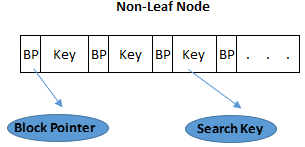 Non-Leaf Node
BP Key BP Key BP Key BP . . .
Block Pointer
Search Key